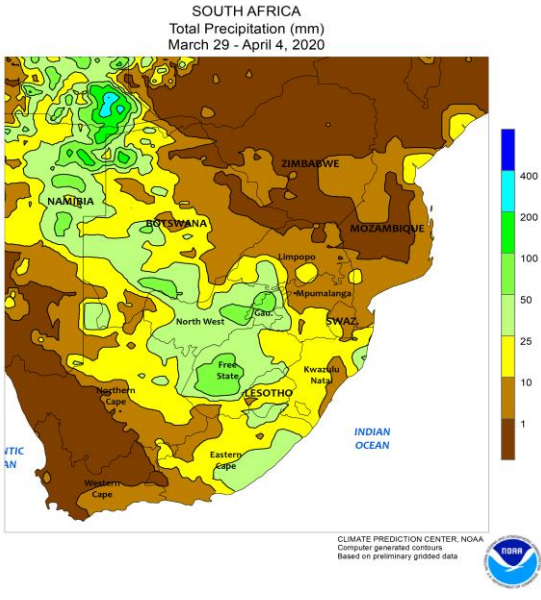 SOUTH AFRICA
Total Precipitation (mm)
March 29 - April 4, 2020
400
200
100
50
25
10
1
ZIMBABWE
NAMIBIA
BOTSWANA
MOZAMBIQUE
Limpopo
Mpumalanga
Gau.
North West
SWAZ.
Free
State
Kwazulu
Natal
Northern
Cape
LESOTHO
INDIAN
OCEAN
NTIC
AN
Eastern
Cape
Western
Cape
CLIMATE PREDICTION CENTER, NOAA
Computer generated contours
Based on preliminary gridded data
NOAA